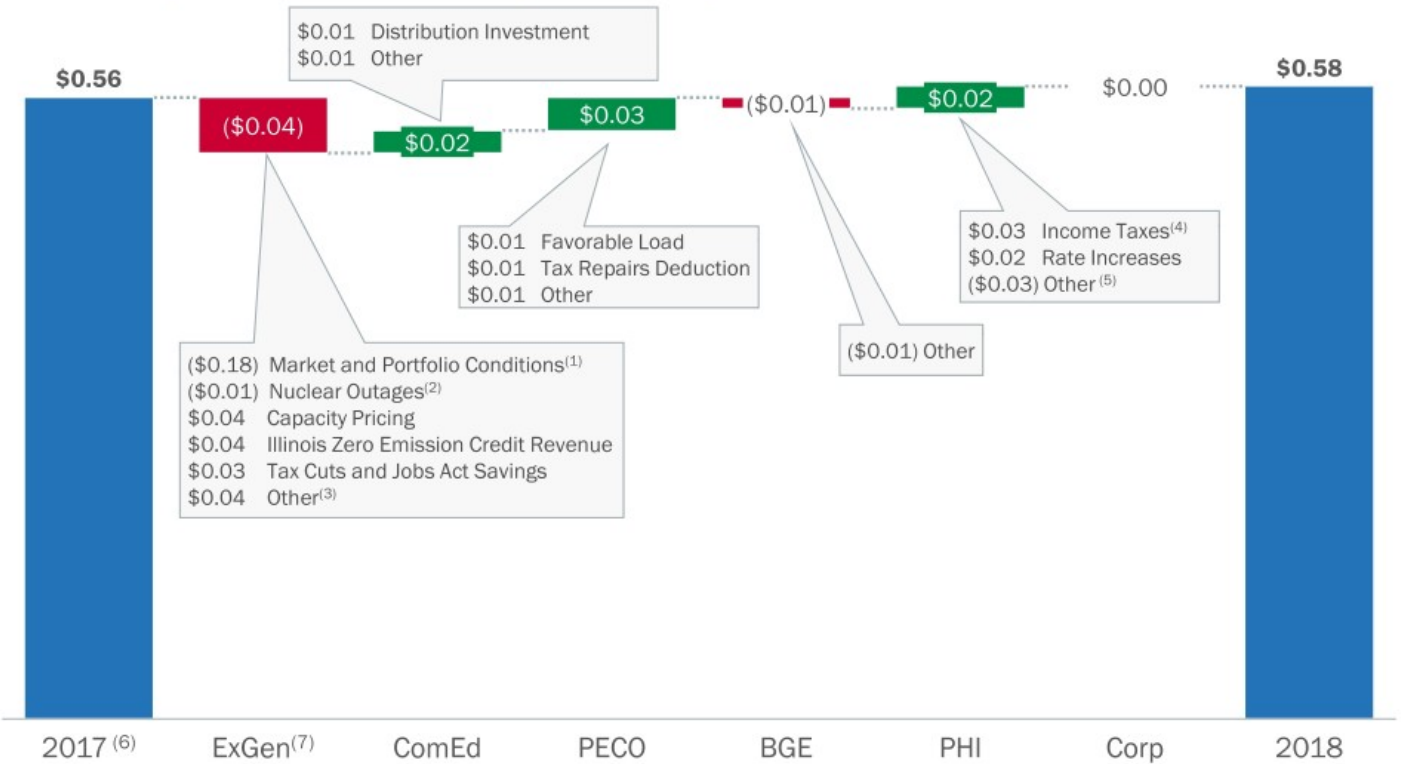 $0.01 Distribution Investment
$0.01 Other
$0.56
($0.04)
$0.02
$0.03
($0.01)
$0.02
$0.00
$0.58
$0.01 Favorable Load
$0.01 Tax Repairs Deduction
$0.01 Other
$0.03 Income Taxes(4)
$0.02 Rate Increases
($0.03) Other (5)
($0.01) Other
($0.18) Market and Portfolio Conditions(1)
($0.01) Nuclear Outages(2)
$0.04 Capacity Pricing
$0.04 Illinois Zero Emission Credit Revenue
$0.03 Tax Cuts and Jobs Act Savings
$0.04 Other(3)
2017 (6)
ExGen(7)
ComEd
PECO
BGE
PHI
Corp
2018